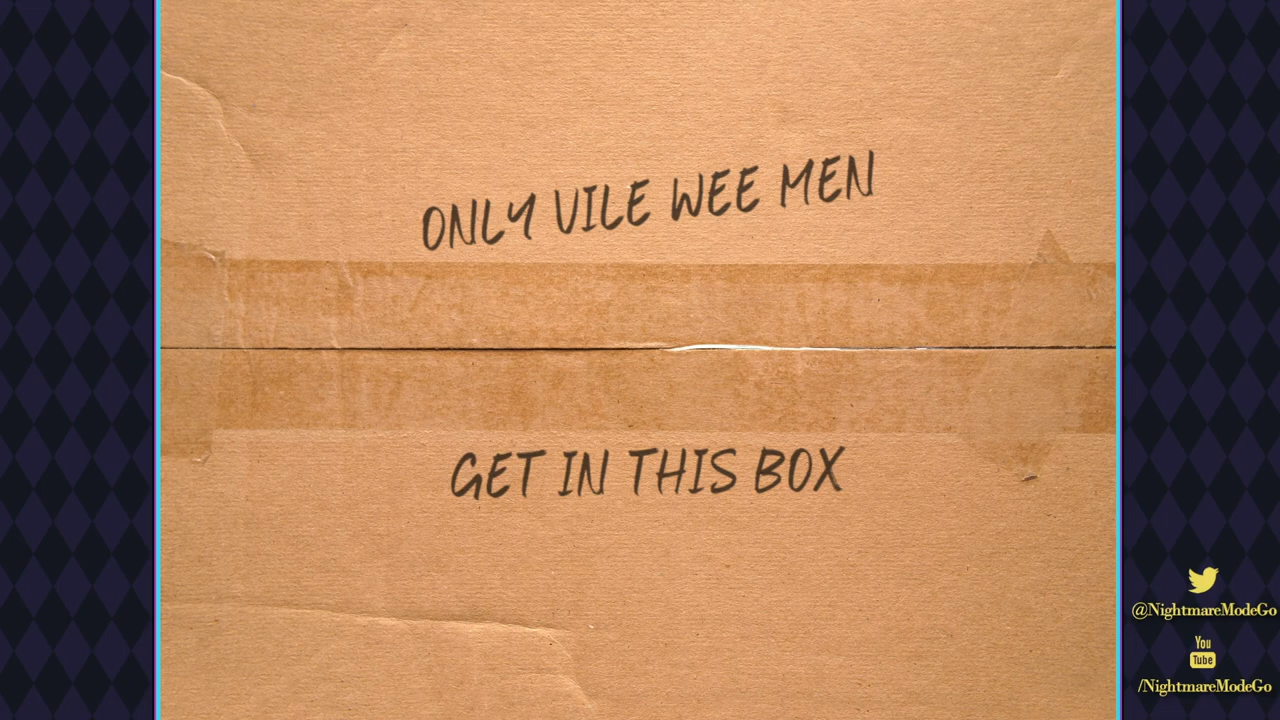 ONLY VILE WEE MEN
GET IN THIS BOX
@NightmareModeGo
You
Tube
/NightmareModeGo